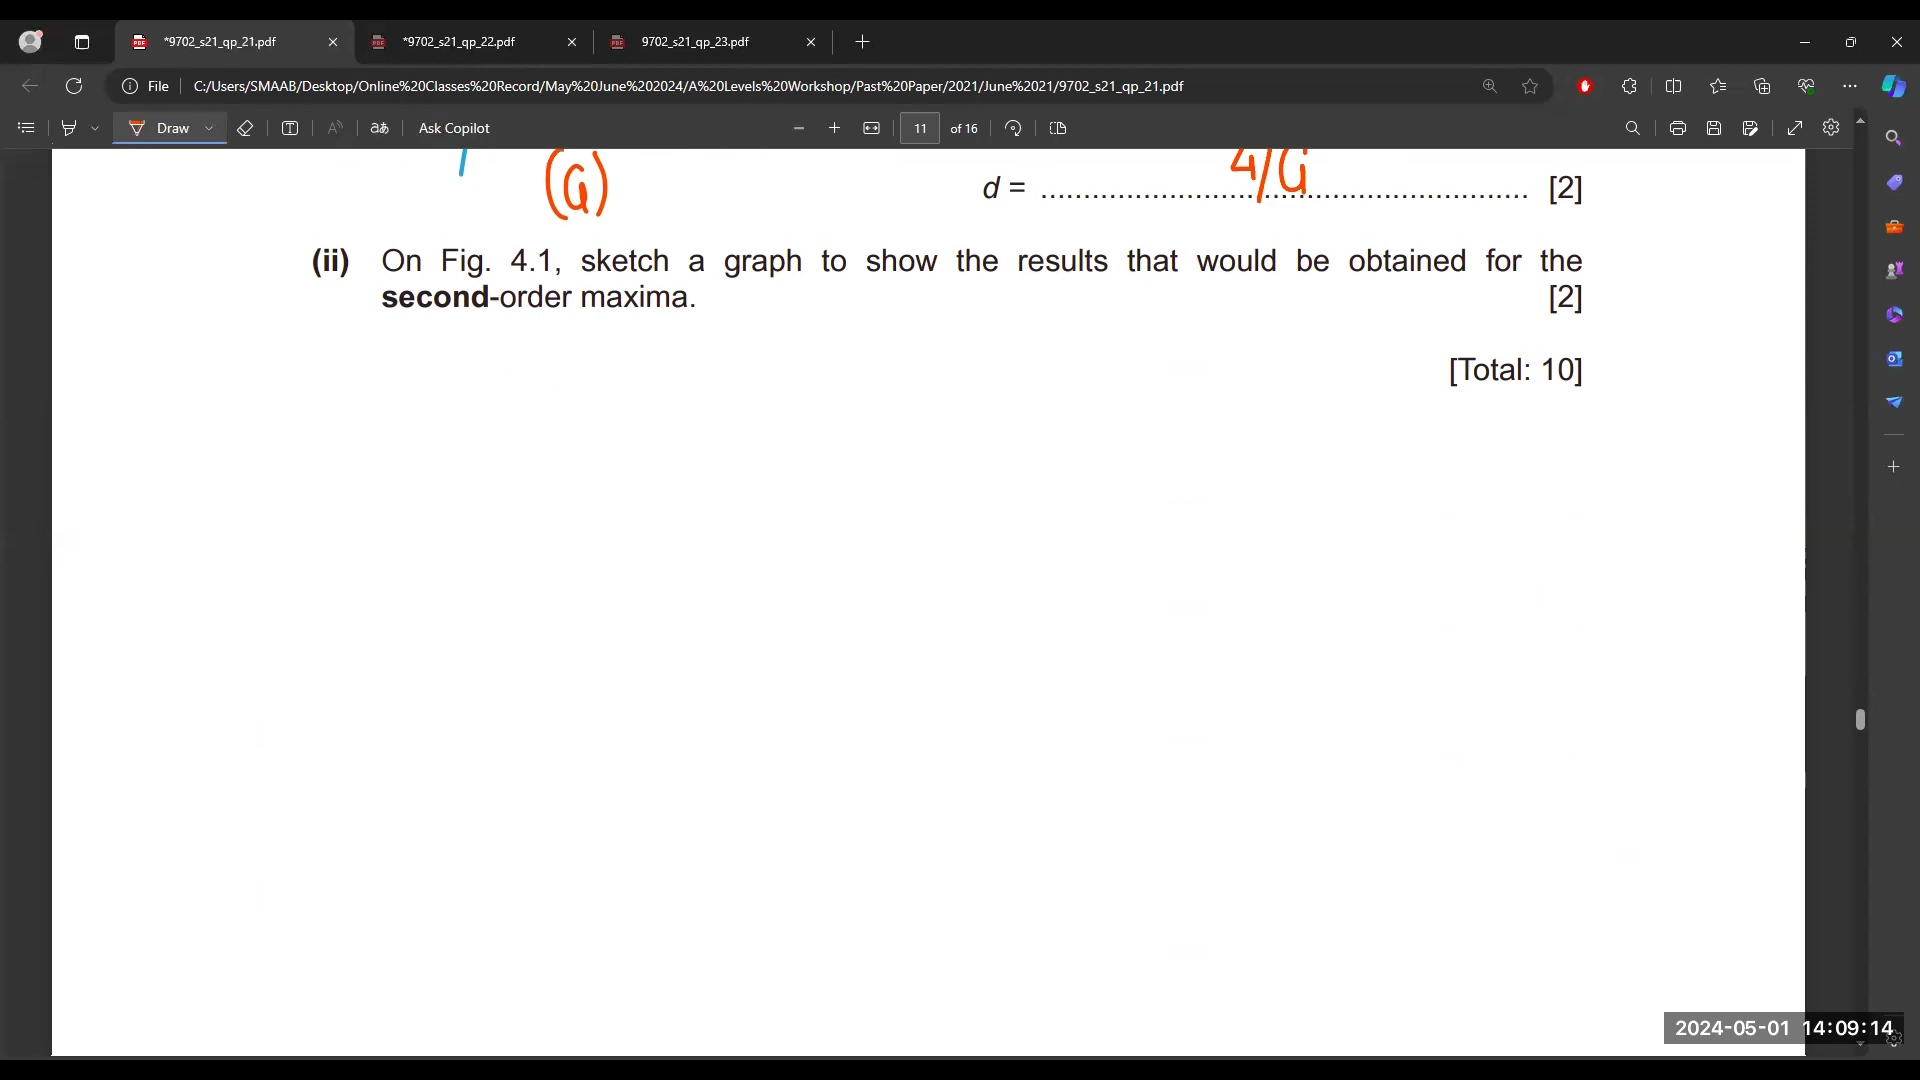 *9702_s21_qp_21.pdf
*9702_s21_qp_22.pdf
9702_s21_qp_23.pdf
File
C:/Users/SMAAB/Desktop/Online%20Classes%20Record/May%20June%202024/A%20Levels%20Workshop/Past%20Paper/2021/June%2021/9702_s21_qp_21.pdf
Draw
Ask Copilot
11 of 16
(G)
4/G
d = ........................................................ [2]
(ii) On Fig. 4.1, sketch a graph to show the results that would be obtained for the
second-order maxima. [2]
[Total: 10]
2024-05-01 14:09:14